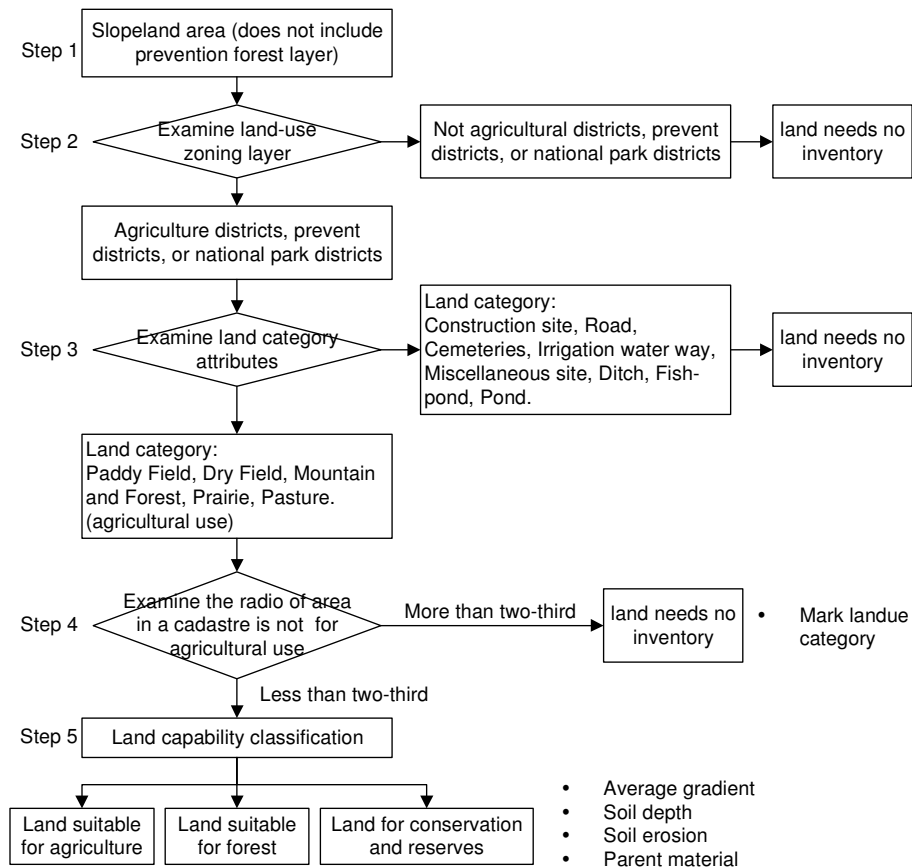 Step 1
Slopeland area (does not include
prevention forest layer)
Step 2
Examine land-use
zoning layer
Not agricultural districts, prevent
districts, or national park districts
land needs no
inventory
Agriculture districts, prevent
districts, or national park districts
Step 3
Examine land category
attributes
Land category:
Construction site, Road,
Cemeteries, Irrigation water way,
Miscellaneous site, Ditch, Fish-
pond, Pond.
land needs no
inventory
Land category:
Paddy Field, Dry Field, Mountain
and Forest, Prairie, Pasture.
(agricultural use)
Step 4
Examine the radio of area
in a cadastre is not for
agricultural use
More than two-third
land needs no
inventory
• Mark landue
category
Less than two-third
Step 5
Land capability classification
Land suitable
for agriculture
Land suitable
for forest
Land for conservation
and reserves
• Average gradient
• Soil depth
• Soil erosion
• Parent material